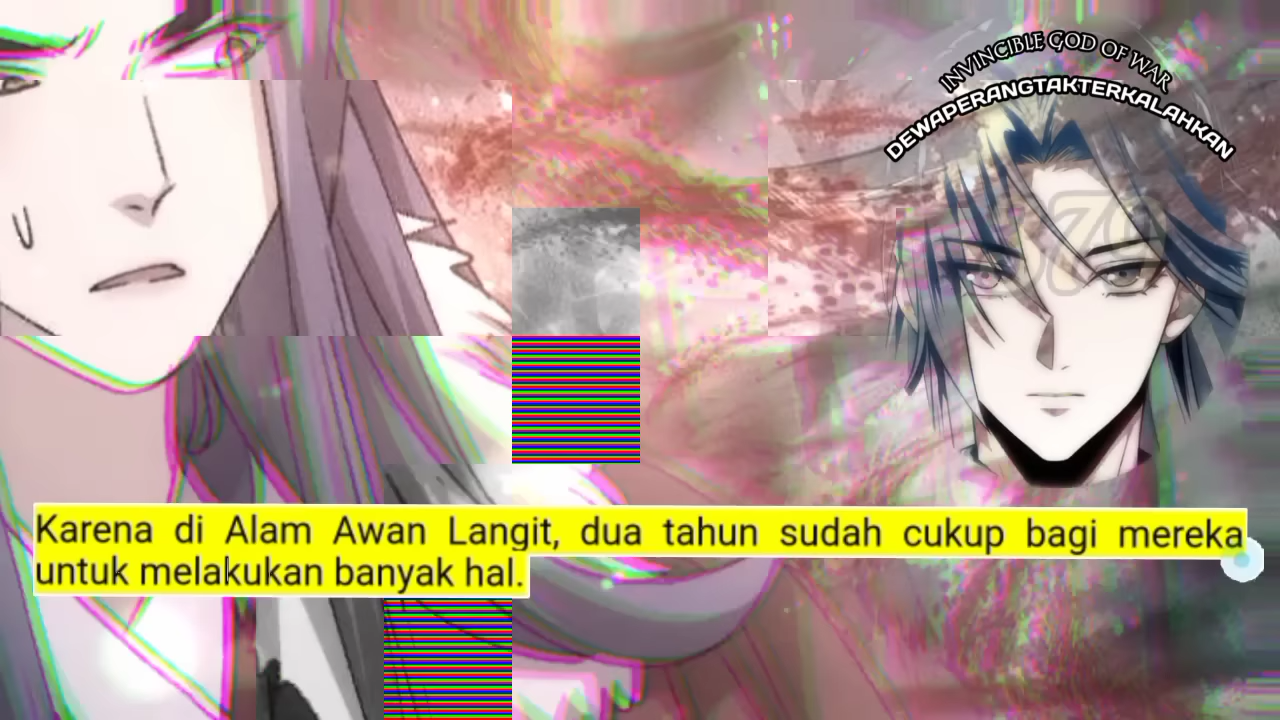 INVINCIBLE GOD OF WAR
DEWAPERANGTAKTERKALAHKAN
Karena di Alam Awan Langit, dua tahun sudah cukup bagi mereka
untuk melakukan banyak hal.